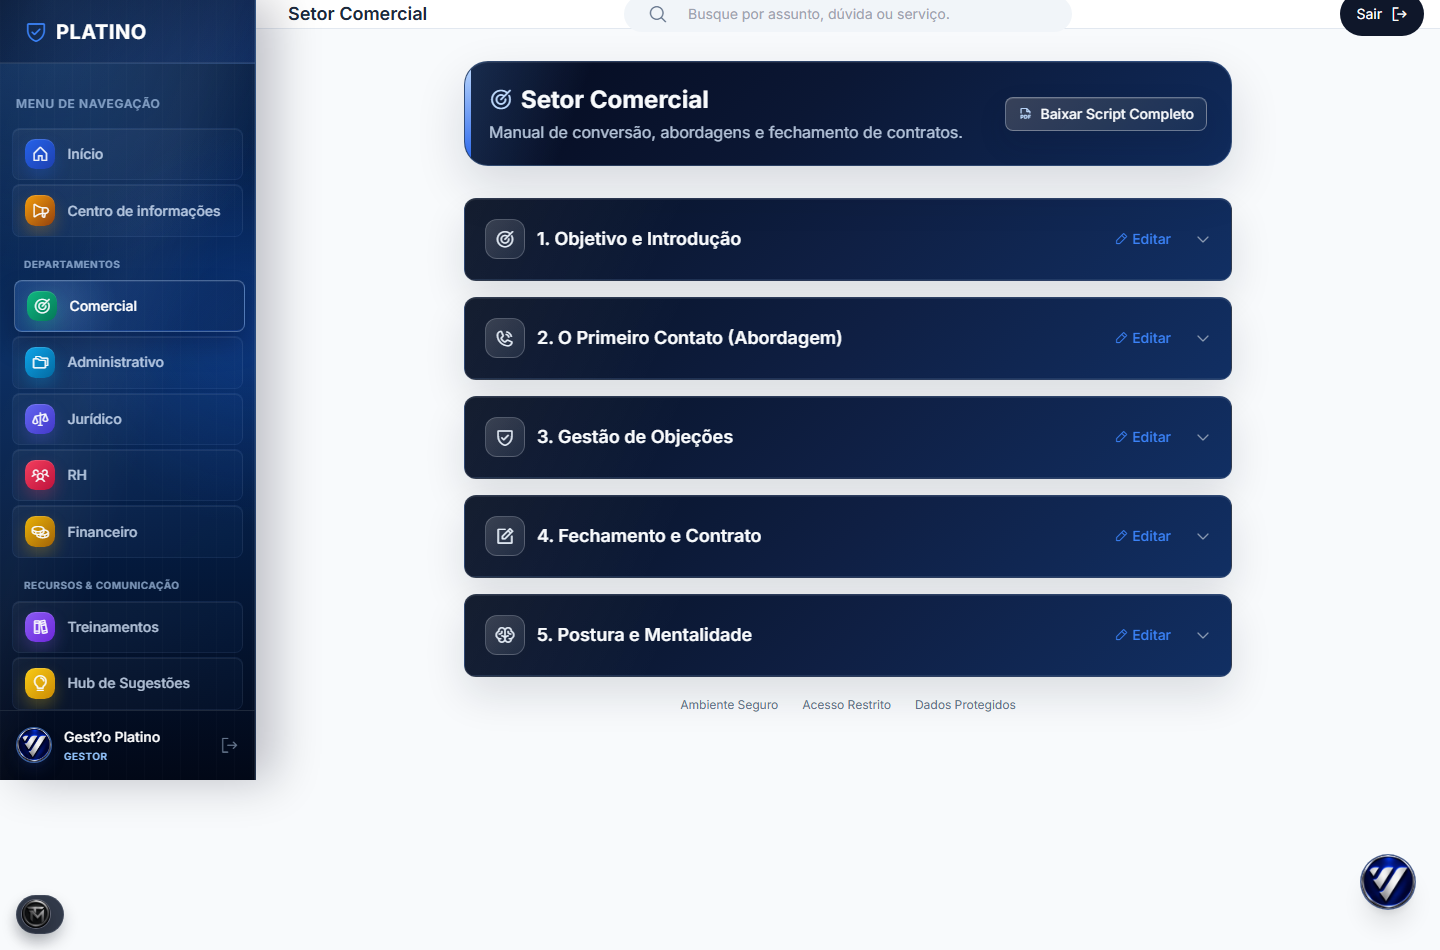 PLATINO
MENU DE NAVEGAÇÃO
Início
Centro de informações
DEPARTAMENTOS
Comercial
Administrativo
Jurídico
RH
Financeiro
RECURSOS & COMUNICAÇÃO
Treinamentos
Hub de Sugestões
Gest?o Platino
GESTOR
Setor Comercial
Busque por assunto, dúvida ou serviço.
Sair
Setor Comercial
Manual de conversão, abordagens e fechamento de contratos.
PDF
Baixar Script Completo
1. Objetivo e Introdução
Editar
2. O Primeiro Contato (Abordagem)
Editar
3. Gestão de Objeções
Editar
4. Fechamento e Contrato
Editar
5. Postura e Mentalidade
Editar
Ambiente Seguro
Acesso Restrito
Dados Protegidos